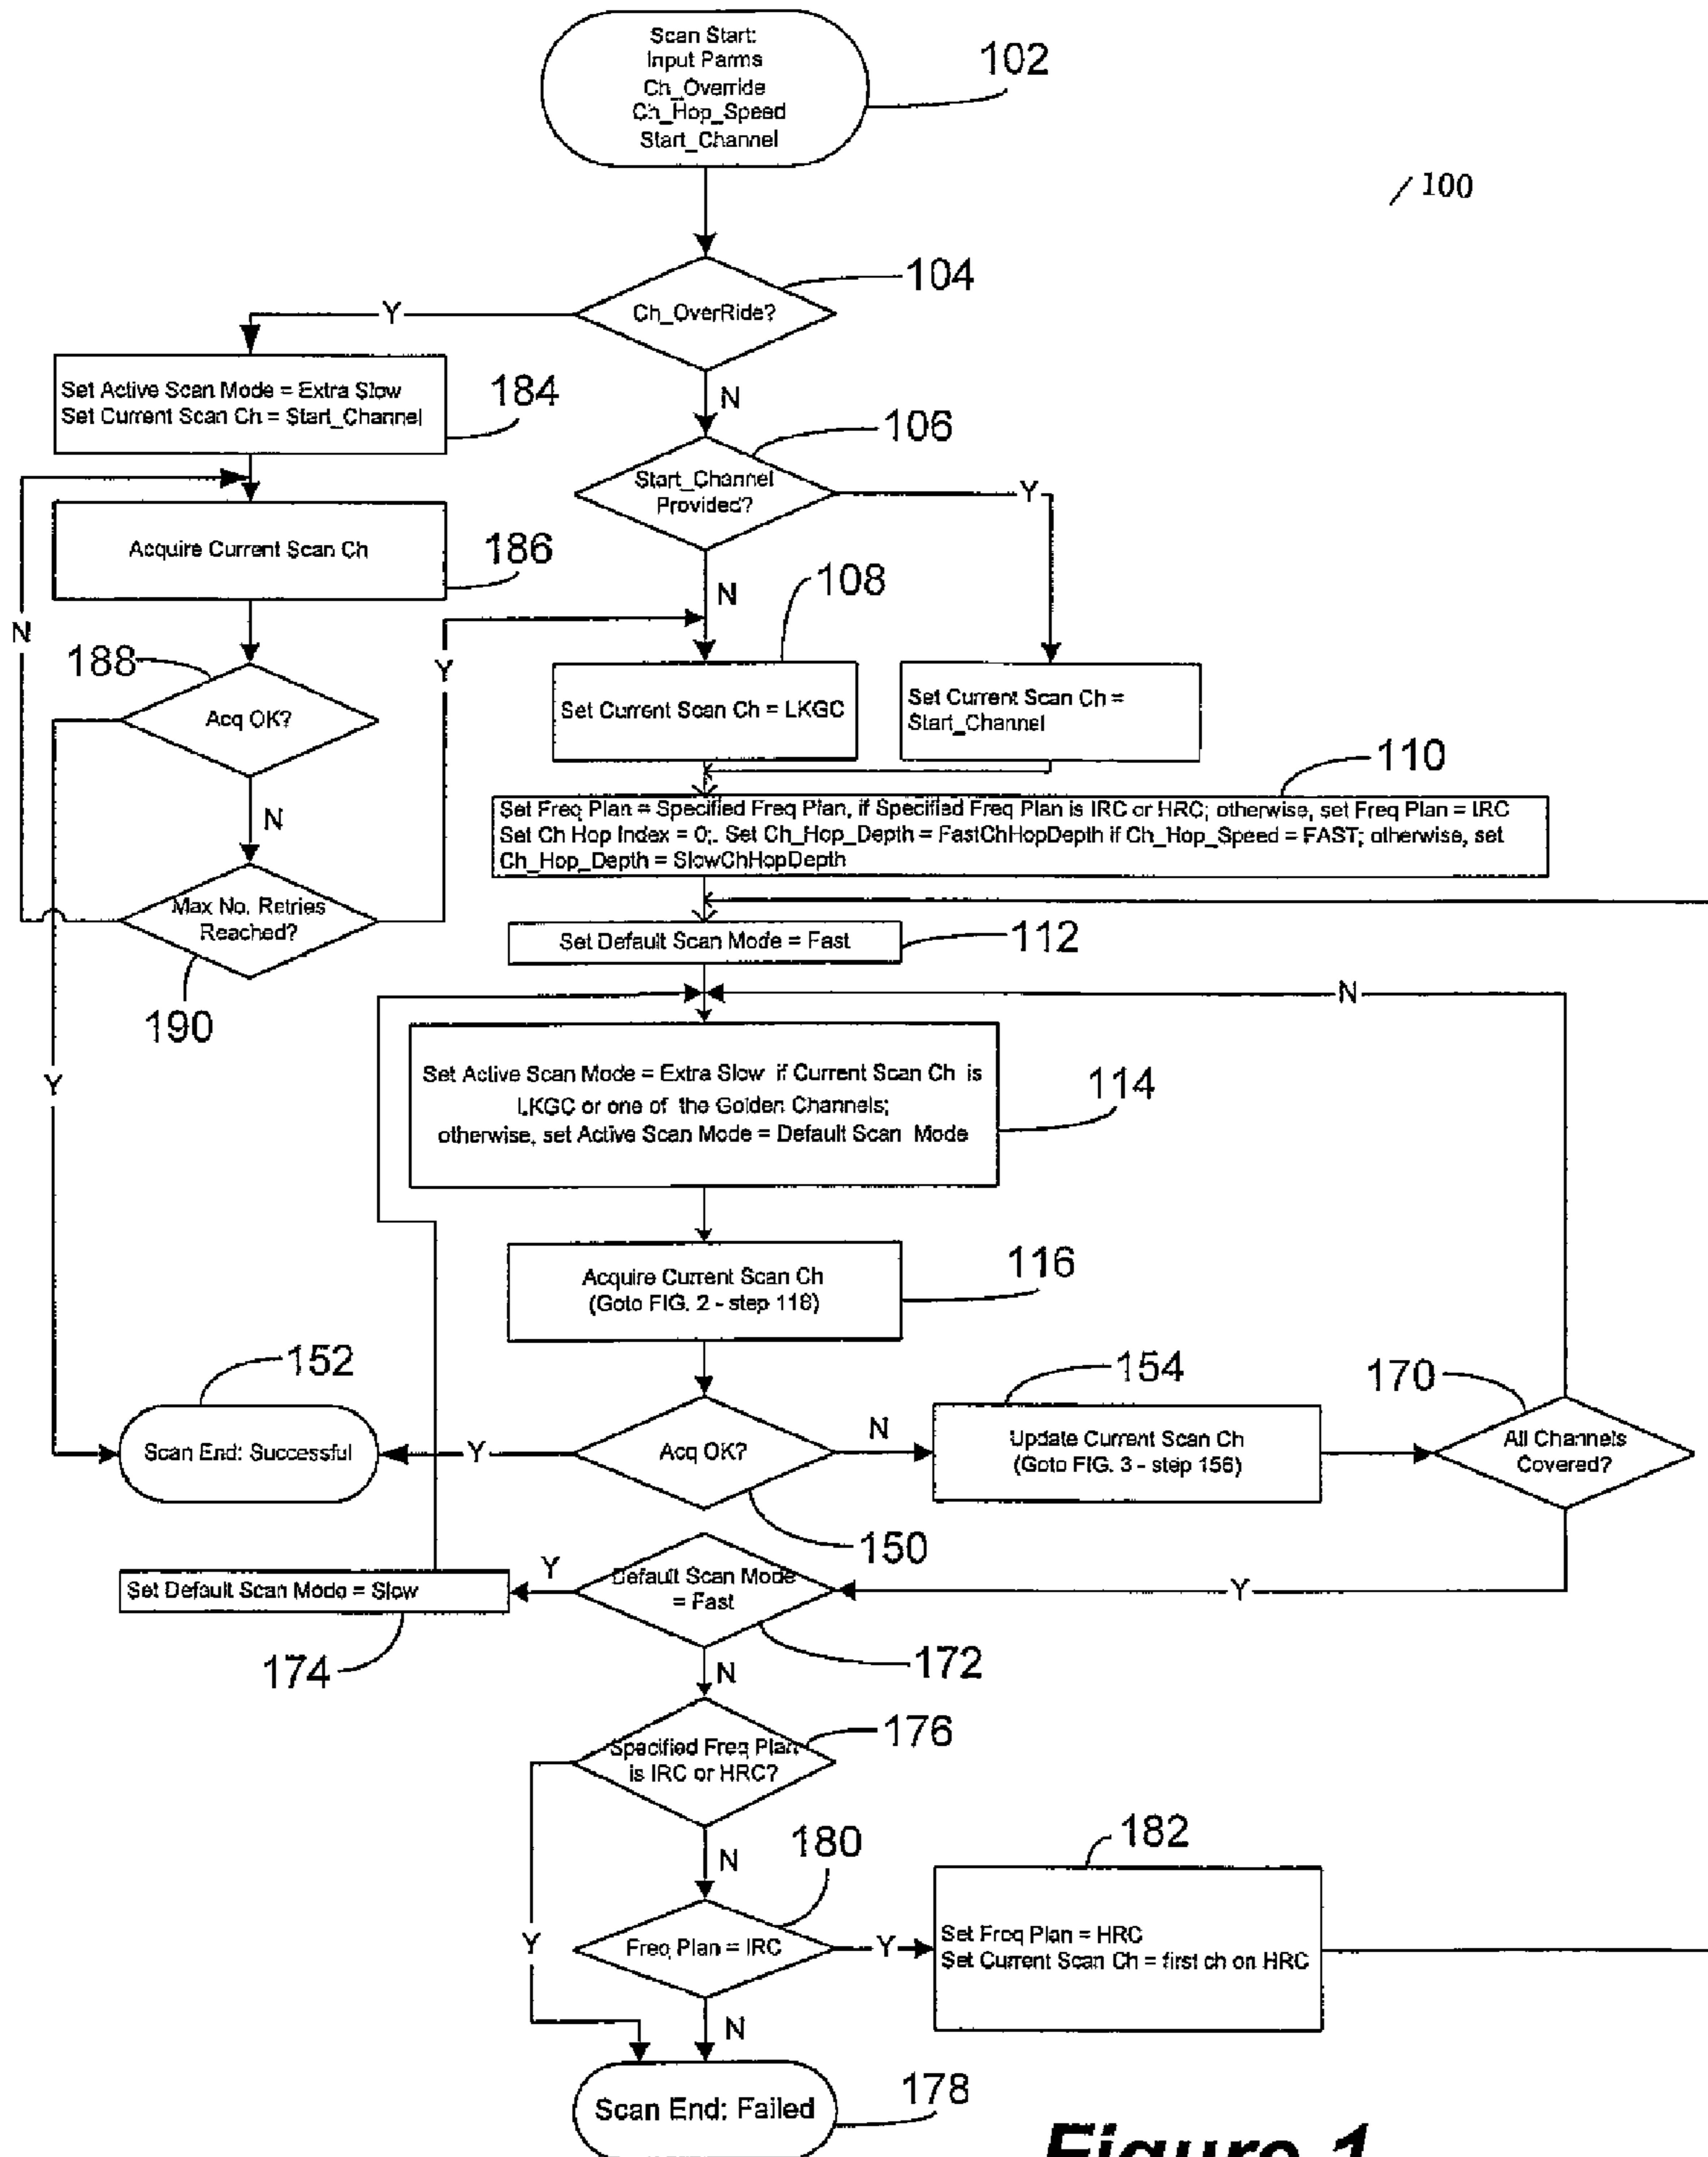 Scan Start:
Input Parms
Ch_Override
Ch_Hop_Speed
Start_Channel
102
100
104
Ch_OverRide?
Y
N
Set Active Scan Mode = Extra Slow
Set Current Scan Ch = Start_Channel
184
106
Start_Channel
Provided?
Y
N
Acquire Current Scan Ch
186
108
N
188
Acq OK?
Y
N
Set Current Scan Ch = LKGC
Set Current Scan Ch =
Start_Channel
110
Set Freq Plan = Specified Freq Plan, if Specified Freq Plan is IRC or HRC; otherwise, set Freq Plan = IRC
Set Ch Hop Index = 0;. Set Ch_Hop_Depth = FastChHopDepth if Ch_Hop_Speed = FAST; otherwise, set
Ch_Hop_Depth = SlowChHopDepth
Max No. Retries
Reached?
190
Set Default Scan Mode = Fast
112
N
Y
Set Active Scan Mode = Extra Slow if Current Scan Ch is
LKGC or one of the Golden Channels;
otherwise, set Active Scan Mode = Default Scan Mode
114
Acquire Current Scan Ch
(Goto FIG. 2 - step 118)
116
152
154
170
Scan End: Successful
Y
Acq OK?
N
Update Current Scan Ch
(Goto FIG. 3 - step 156)
All Channels
Covered?
150
Set Default Scan Mode = Slow
Y
Default Scan Mode
= Fast
Y
174
172
N
Specified Freq Plan
is IRC or HRC?
176
N
180
182
Y
Freq Plan = IRC
Y
Set Freq Plan = HRC
Set Current Scan Ch = first ch on HRC
N
Scan End: Failed
178
Figure 1